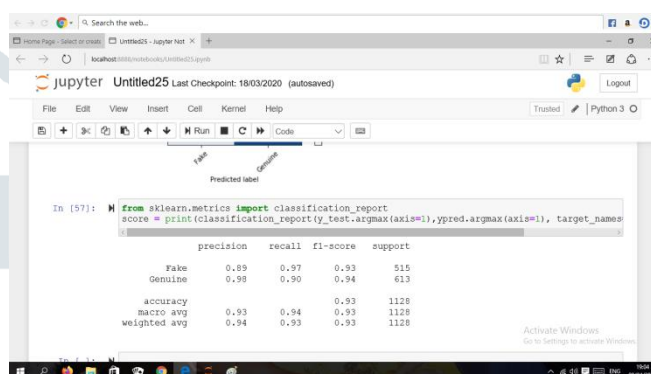 Search the web...
Home Page - Select or create
Untitled25 - Jupyter Not
localhost:8888/notebooks/Untitled25.ipynb
jupyter Untitled25 Last Checkpoint: 18/03/2020 (autosaved)
Logout
File Edit View Insert Cell Kernel Help
Trusted
Python 3
Run
Code
Fake
Genuine
Predicted label
In [57]:
from sklearn.metrics import classification_report
score = print(classification_report(y_test.argmax(axis=1),ypred.argmax(axis=1), target_names
precision recall f1-score support
Fake 0.89 0.97 0.93 515
Genuine 0.98 0.90 0.94 613
accuracy 0.93 1128
macro avg 0.93 0.94 0.93 1128
weighted avg 0.94 0.93 0.93 1128
Activate Windows
Go to Settings to activate Windows.
In [ ]:
ENG
19:04